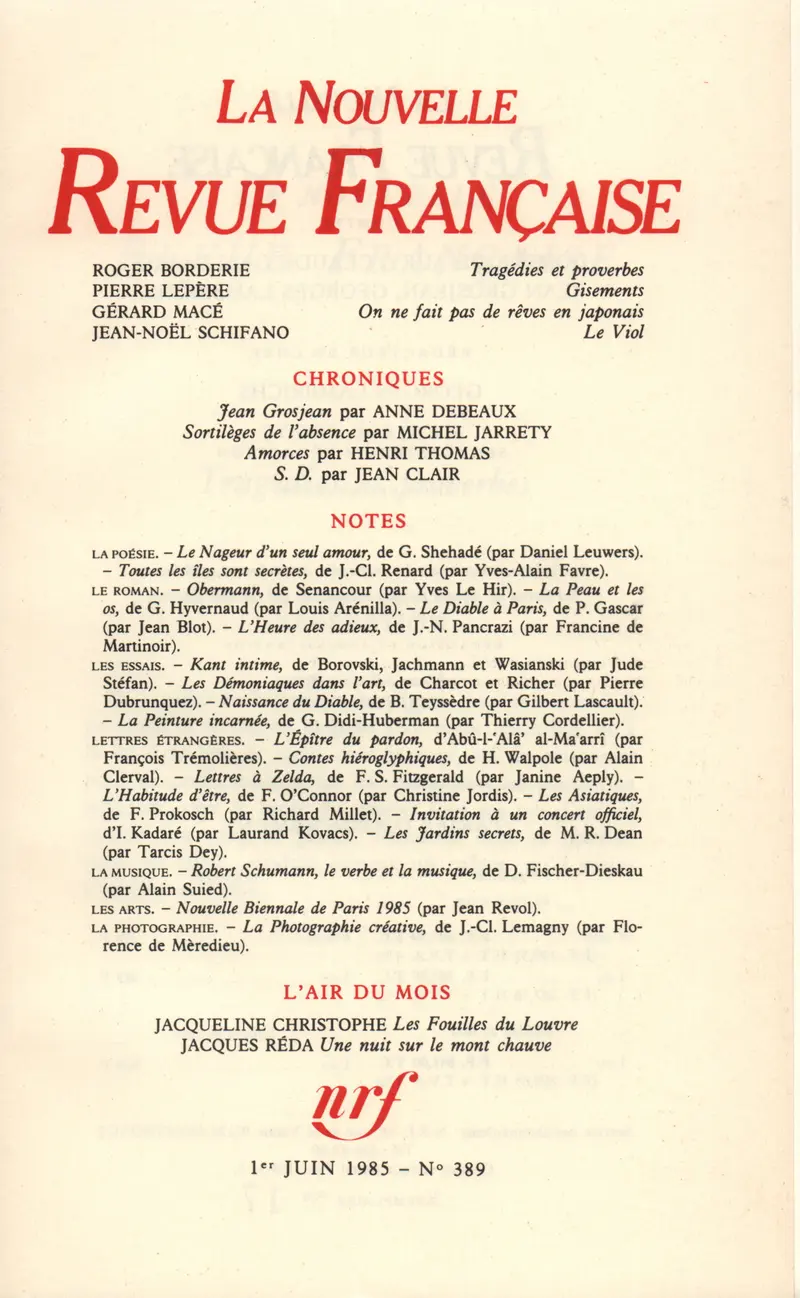 LA NOUVELLE
REVUE FRANÇAISE
ROGER BORDERIE Tragédies et proverbes
PIERRE LEPÈRE Gisements
GÉRARD MACÉ On ne fait pas de rêves en japonais
JEAN-NOËL SCHIFANO Le Viol
CHRONIQUES
Jean Grosjean par ANNE DEBEAUX
Sortilèges de l'absence par MICHEL JARRETY
Amorces par HENRI THOMAS
S. D. par JEAN CLAIR
NOTES
LA POÉSIE. – Le Nageur d'un seul amour, de G. Shehadé (par Daniel Leuwers).
– Toutes les îles sont secrètes, de J.-Cl. Renard (par Yves-Alain Favre).
LE ROMAN. – Obermann, de Senancour (par Yves Le Hir). – La Peau et les
os, de G. Hyvernaud (par Louis Arénilla). – Le Diable à Paris, de P. Gascar
(par Jean Blot). – L'Heure des adieux, de J.-N. Pancrazi (par Francine de
Martinoir).
LES ESSAIS. – Kant intime, de Borovski, Jachmann et Wasianski (par Jude
Stéfan). – Les Démoniaques dans l'art, de Charcot et Richer (par Pierre
Dubrunquez). – Naissance du Diable, de B. Teyssèdre (par Gilbert Lascault).
– La Peinture incarnée, de G. Didi-Huberman (par Thierry Cordellier).
LETTRES ÉTRANGÈRES. – L'Épître du pardon, d'Abû-l-ʻAlâ' al-Maʻarrî (par
François Trémolières). – Contes hiéroglyphiques, de H. Walpole (par Alain
Clerval). – Lettres à Zelda, de F. S. Fitzgerald (par Janine Aeply). –
L'Habitude d'être, de F. O'Connor (par Christine Jordis). – Les Asiatiques,
de F. Prokosch (par Richard Millet). – Invitation à un concert officiel,
d'I. Kadaré (par Laurand Kovacs). – Les Jardins secrets, de M. R. Dean
(par Tarcis Dey).
LA MUSIQUE. – Robert Schumann, le verbe et la musique, de D. Fischer-Dieskau
(par Alain Suied).
LES ARTS. – Nouvelle Biennale de Paris 1985 (par Jean Revol).
LA PHOTOGRAPHIE. – La Photographie créative, de J.-Cl. Lemagny (par Flo-
rence de Mèredieu).
L'AIR DU MOIS
JACQUELINE CHRISTOPHE Les Fouilles du Louvre
JACQUES RÉDA Une nuit sur le mont chauve
nrf
1er JUIN 1985 – No 389